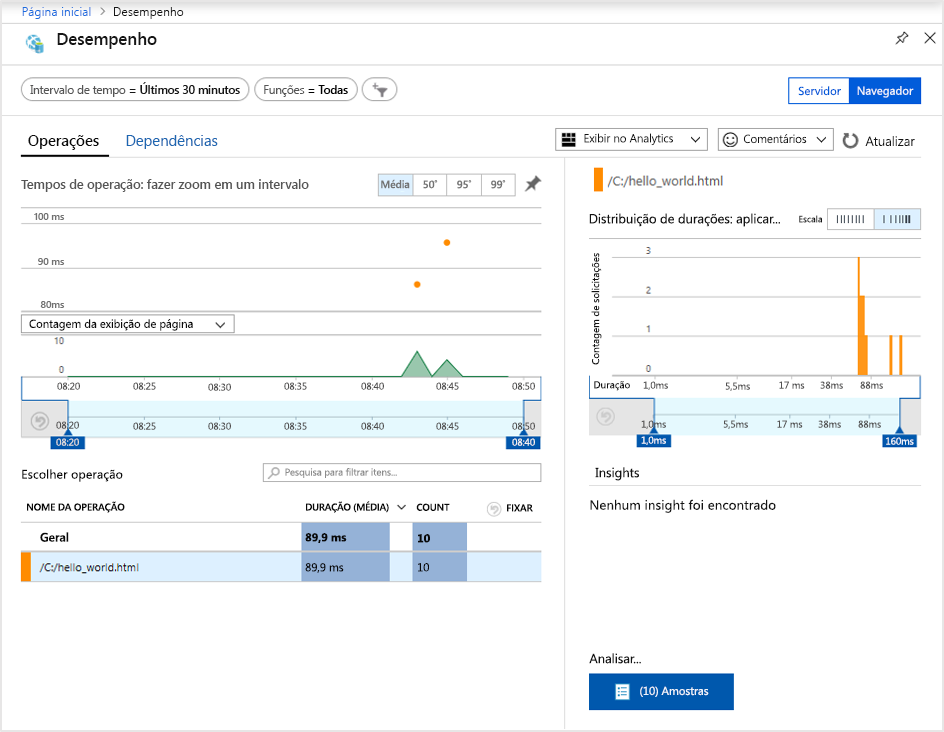 Página inicial > Desempenho
Desempenho
Intervalo de tempo = Últimos 30 minutos
Funções = Todas
Servidor
Navegador
Operações
Dependências
Exibir no Analytics
Comentários
Atualizar
Tempos de operação: fazer zoom em um intervalo
Média
50°
95°
99°
100 ms
90 ms
80ms
Contagem da exibição de página
10
0
08:20 08:25 08:30 08:35 08:40 08:45 08:50
08:20 08:25 08:30 08:35 08:40 08:45 08:50
08:20 08:40
Escolher operação
Pesquisa para filtrar itens...
NOME DA OPERAÇÃO DURAÇÃO (MÉDIA) COUNT FIXAR
Geral 89,9 ms 10
/C:/hello_world.html 89,9 ms 10
/C:/hello_world.html
Distribuição de durações: aplicar...
Escala
Contagem de solicitações
3
2
1
0
Duração 1,0ms 5,5ms 17 ms 38ms 88ms
1,0ms 5,5ms 17 ms 38ms 88ms
1,0ms 160ms
Insights
Nenhum insight foi encontrado
Analisar...
(10) Amostras